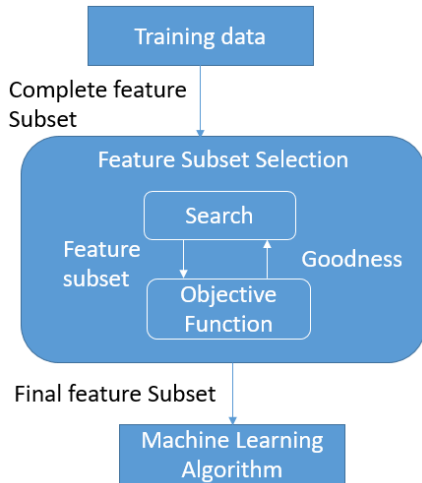 Training data
Complete feature
Subset
Feature Subset Selection
Search
Feature
subset
Goodness
Objective
Function
Final feature Subset
Machine Learning
Algorithm